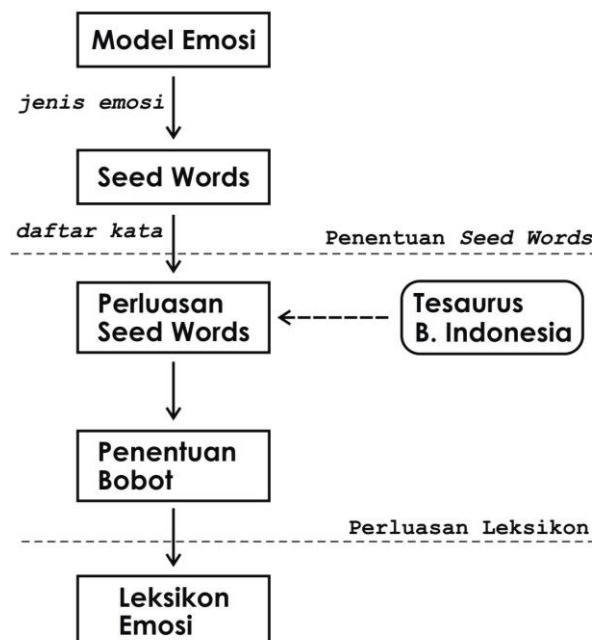 Model Emosi
jenis emosi
Seed Words
daftar kata
Penentuan Seed Words
Perluasan
Seed Words
Tesaurus
B. Indonesia
Penentuan
Bobot
Perluasan Leksikon
Leksikon
Emosi